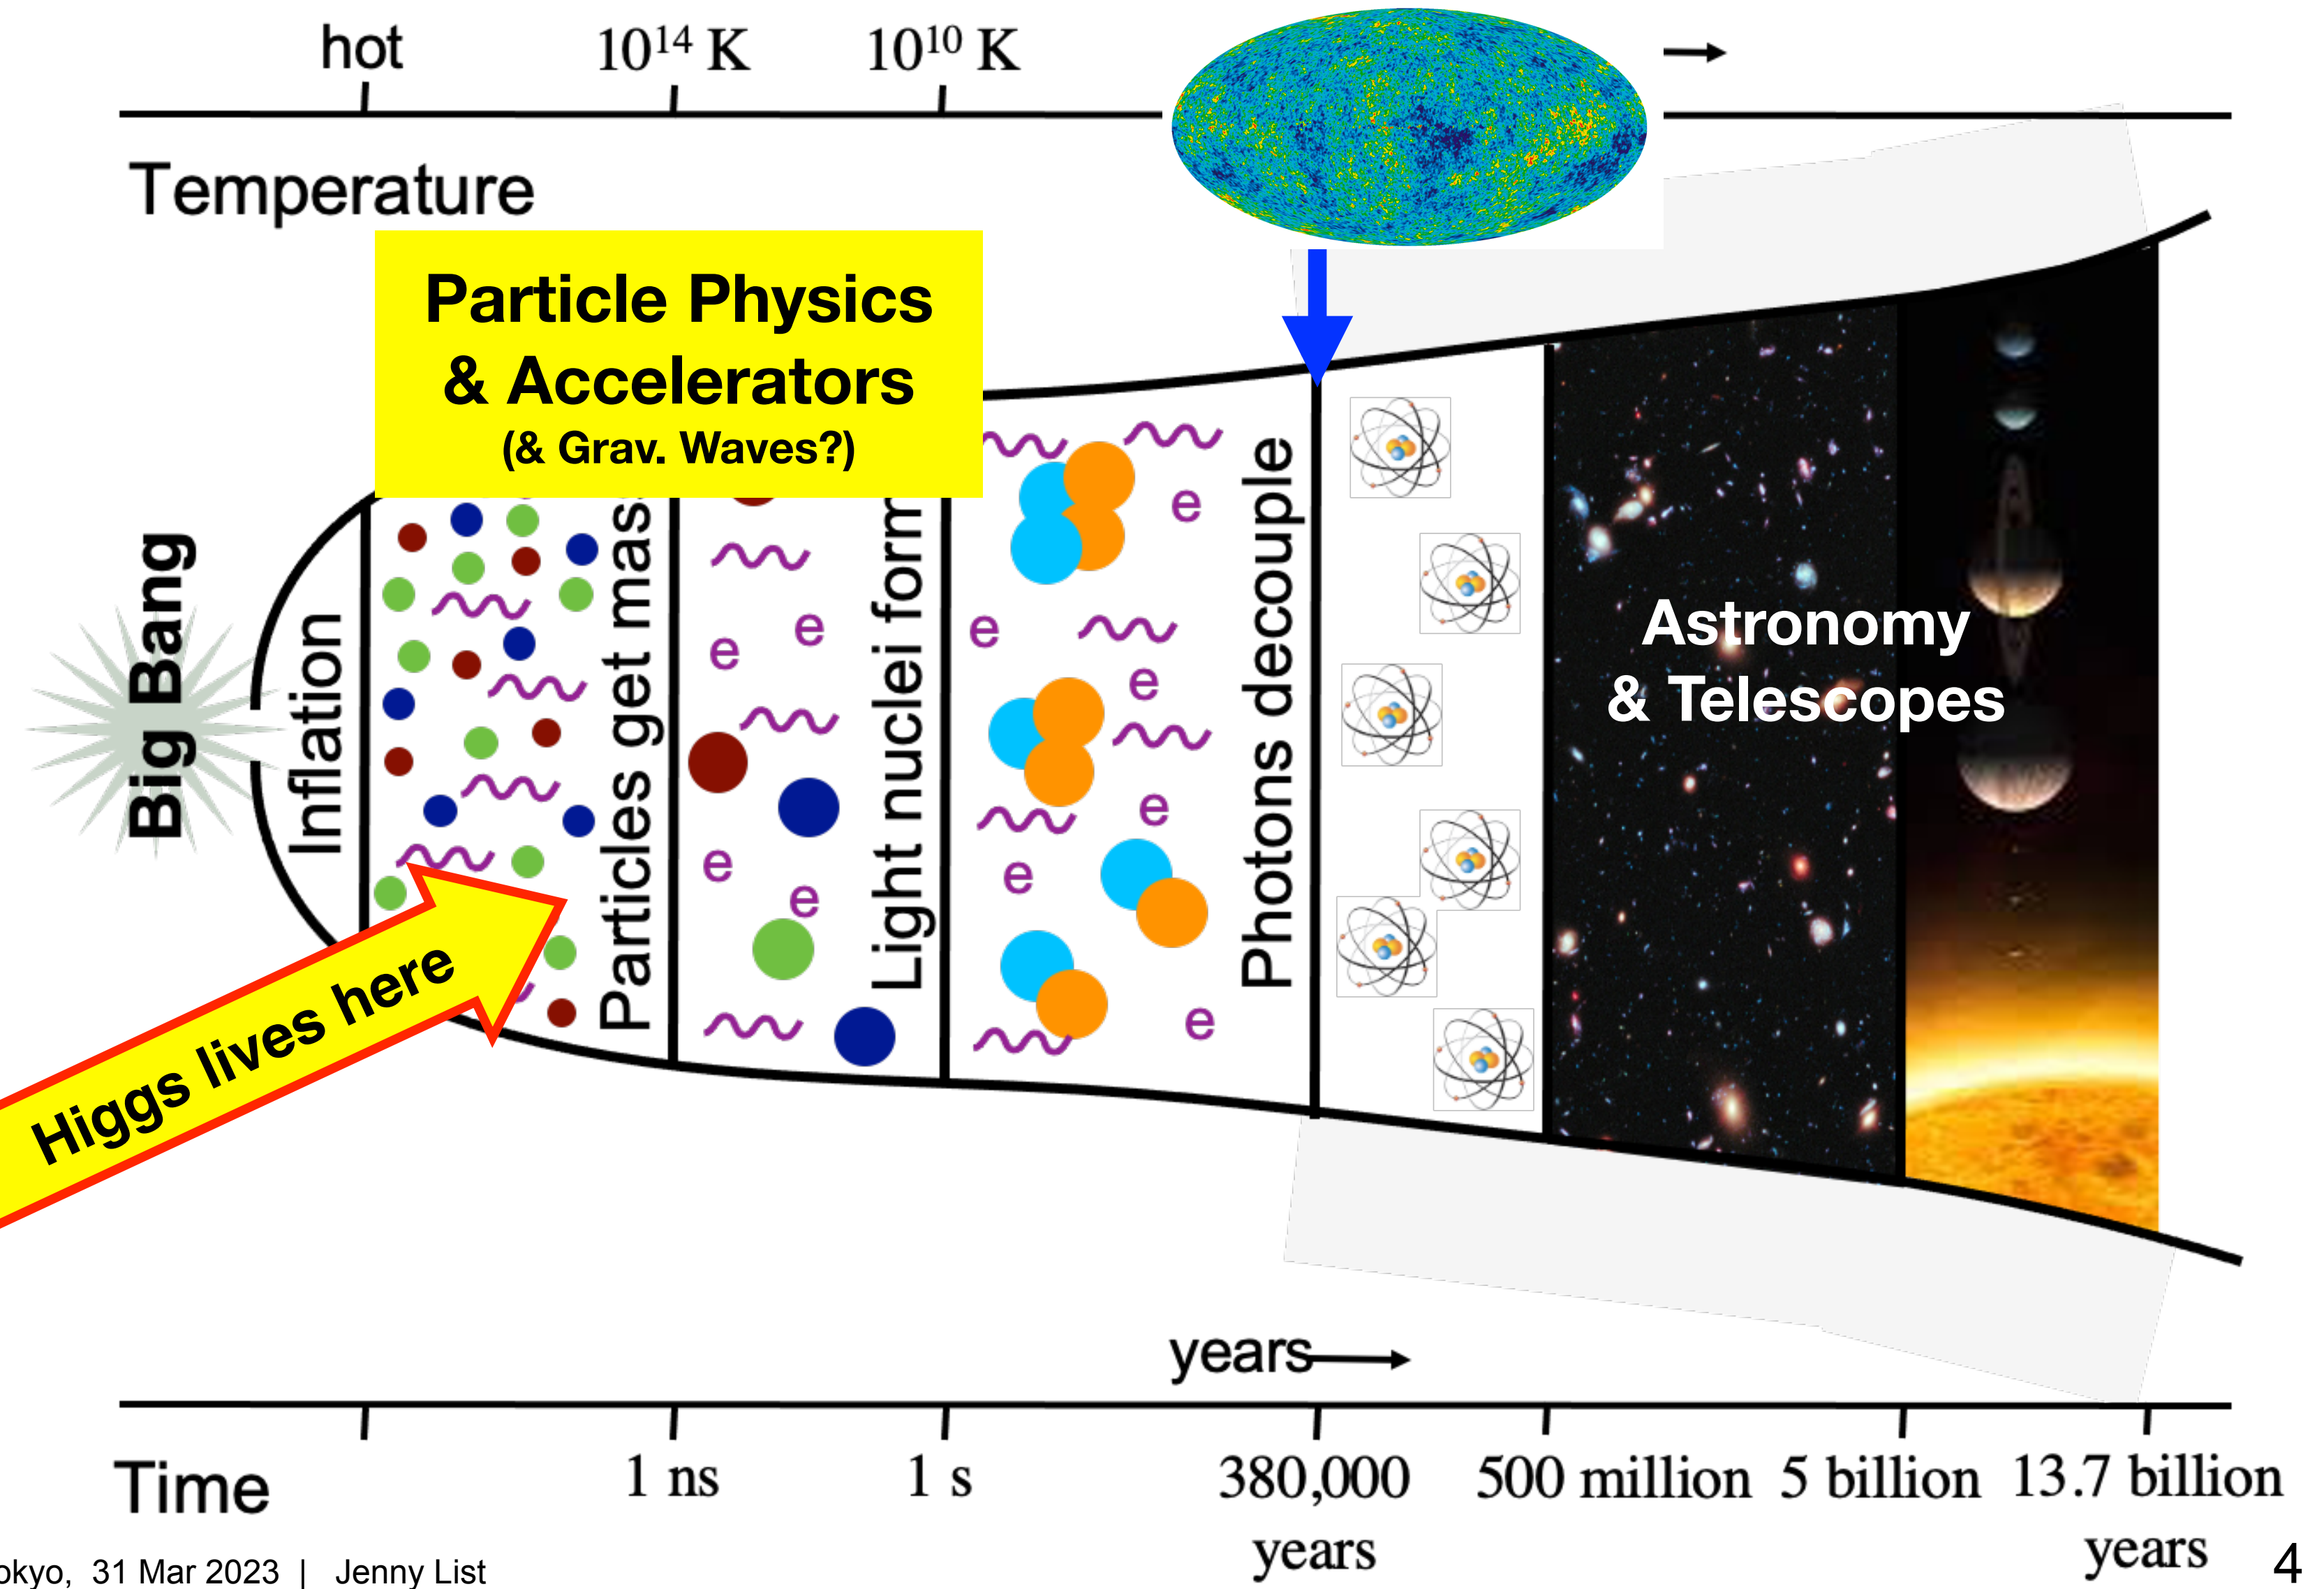 hot 10¹⁴ K 10¹⁰ K
Temperature
Particle Physics
& Accelerators
(& Grav. Waves?)
Big Bang
Inflation
Particles get mas
Light nuclei form
Photons decouple
e
e
e
e
e
e
e
e
e
e
Astronomy
& Telescopes
Higgs lives here
years
Time 1 ns 1 s 380,000 500 million 5 billion 13.7 billion
years years
okyo, 31 Mar 2023 | Jenny List
4